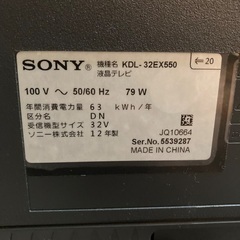 SONY 機種名 KDL-32EX550
液晶テレビ
⇐20
100 V ～ 50/60 Hz 79 W
年間消費電力量 63 kWh/年
区分名 DN
受信機型サイズ 32V
ソニー株式会社 12年製
JQ10664
Ser.No.5539287
MADE IN CHINA